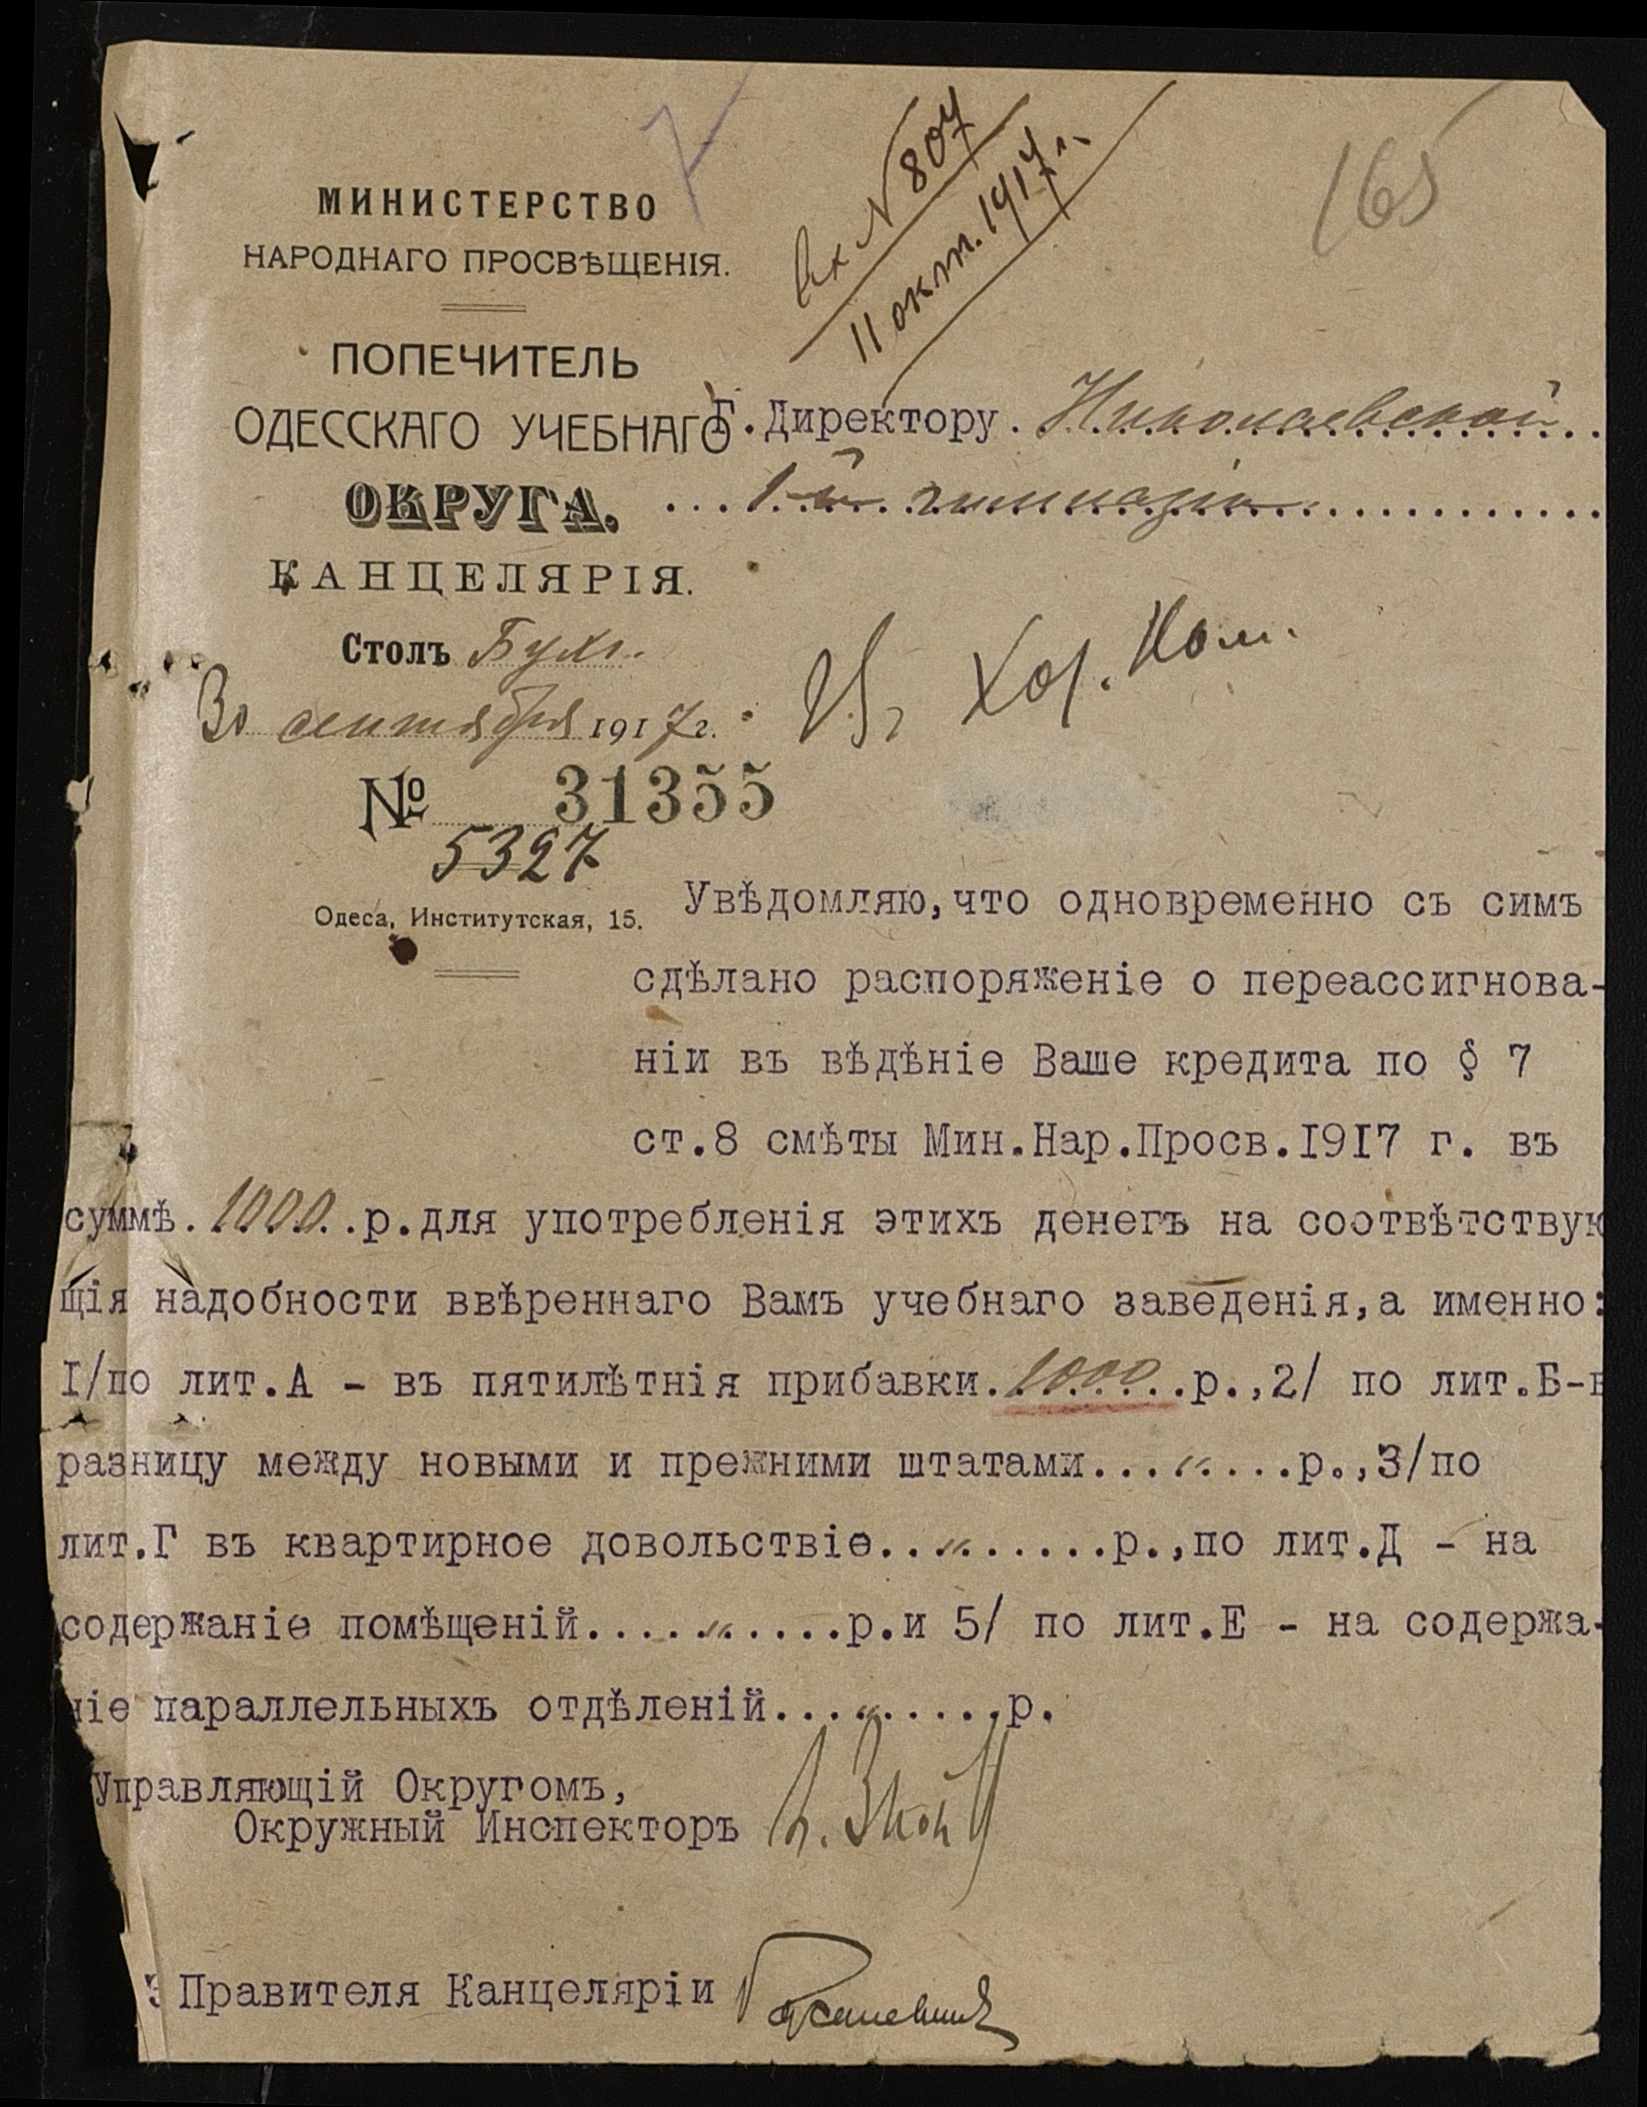 165
Вх № 807
11 окт. 1917 г.
МИНИСТЕРСТВО
НАРОДНАГО ПРОСВѢЩЕНІЯ.
ПОПЕЧИТЕЛЬ
ОДЕССКАГО УЧЕБНАГО
ОКРУГА.
КАНЦЕЛЯРІЯ.
Столъ Бухг.
30 сентября 1917 г.
№ 31355
5327
Одеса, Институтская, 15.
Г.Директору. Николаевской
1-й гимназіи
Хоз. Ком.
Увѣдомляю,что одновременно съ симъ
сдѣлано распоряженіе о переассигнова-
ніи въ вѣдѣніе Ваше кредита по § 7
ст.8 смѣты Мин.Нар.Просв.I9I7 г. въ
суммѣ.1000..р.для употребленія этихъ денегъ на соотвѣтствую
щія надобности ввѣреннаго Вамъ учебнаго заведенія,а именно:
I/по лит.А - въ пятилѣтнія прибавки.1000..р.,2/ по лит.Б-в
разницу между новыми и прежними штатами...„....р.,3/по
лит.Г въ квартирное довольствіе..„......р.,по лит.Д - на
содержаніе помѣщеній....„.....р.и 5/ по лит.Е - на содержа-
ніе параллельныхъ отдѣленій...„.....р.
Управляющій Округомъ,
Окружный Инспекторъ
Правителя Канцеляріи